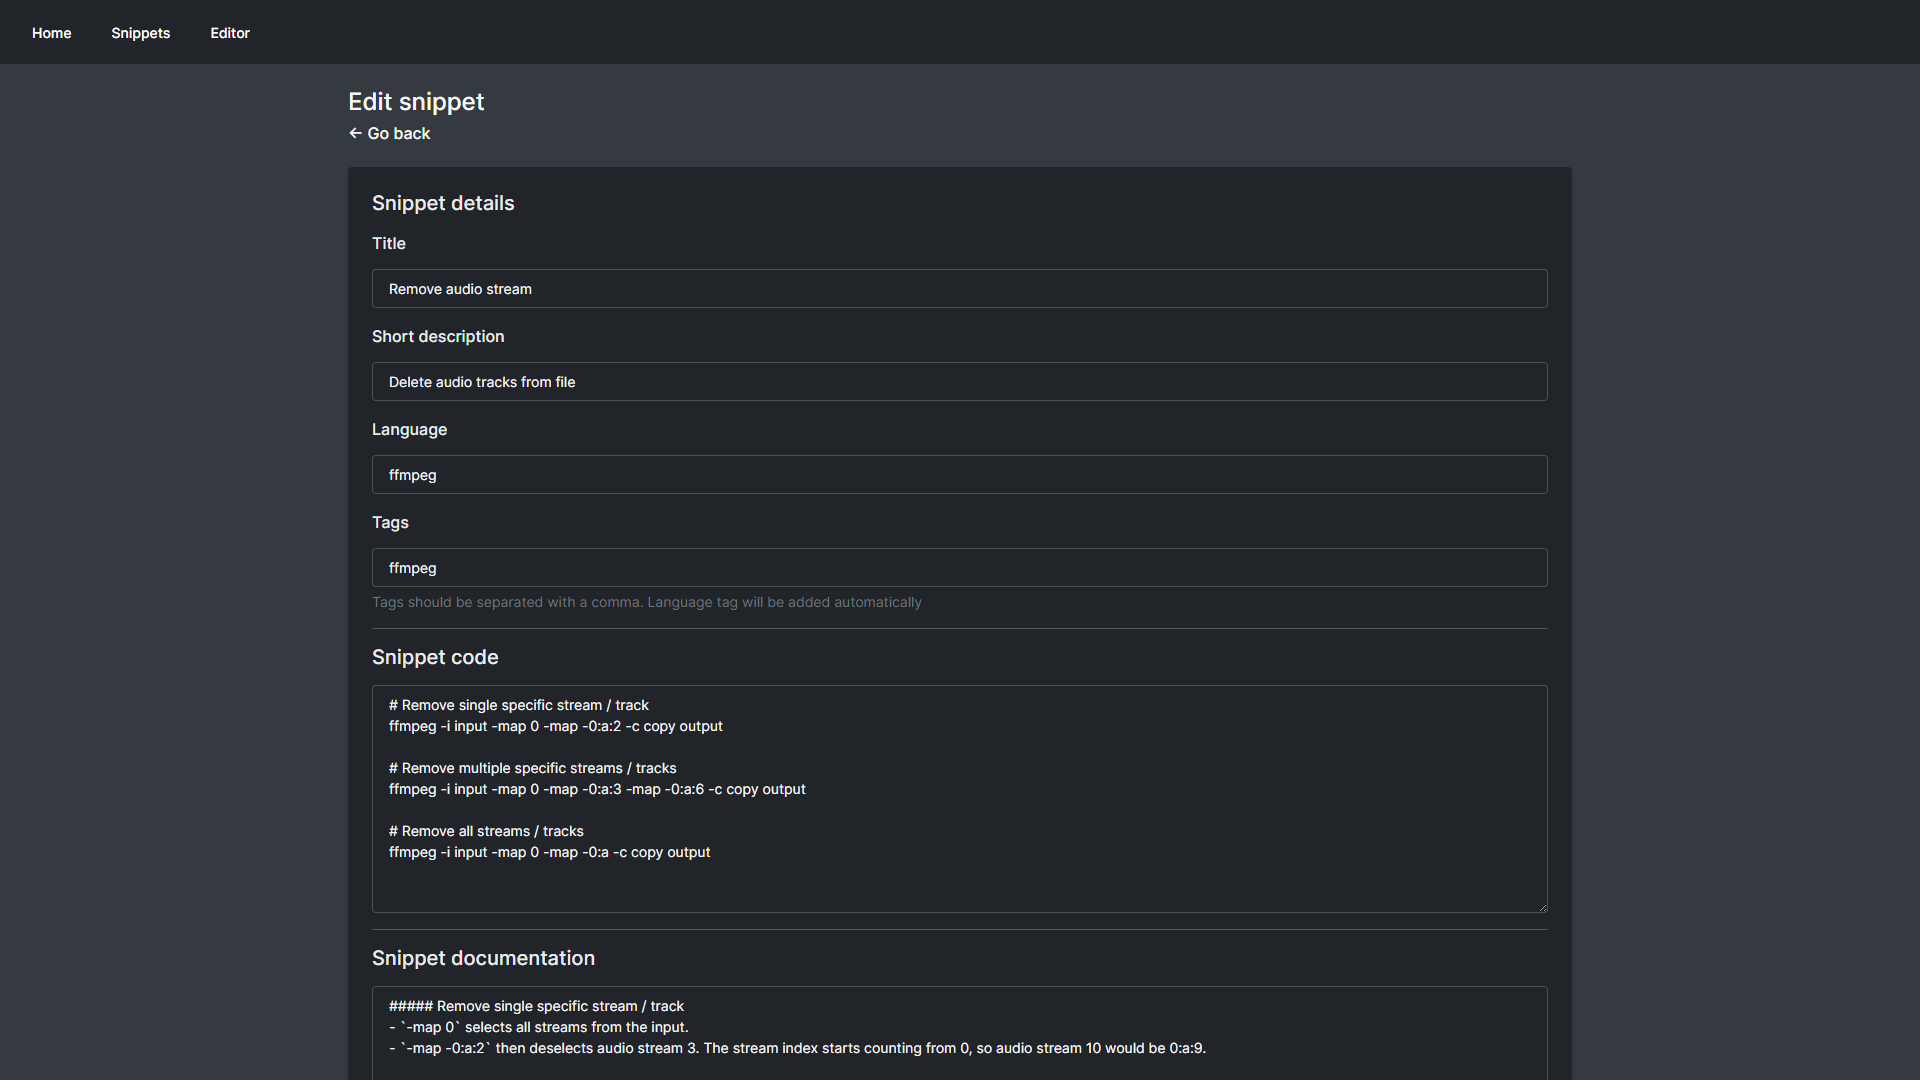 Home Snippets Editor
Edit snippet
← Go back
Snippet details
Title
Remove audio stream
Short description
Delete audio tracks from file
Language
ffmpeg
Tags
ffmpeg
Tags should be separated with a comma. Language tag will be added automatically
Snippet code
# Remove single specific stream / track
ffmpeg -i input -map 0 -map -0:a:2 -c copy output
# Remove multiple specific streams / tracks
ffmpeg -i input -map 0 -map -0:a:3 -map -0:a:6 -c copy output
# Remove all streams / tracks
ffmpeg -i input -map 0 -map -0:a -c copy output
Snippet documentation
##### Remove single specific stream / track
- `-map 0` selects all streams from the input.
- `-map -0:a:2` then deselects audio stream 3. The stream index starts counting from 0, so audio stream 10 would be 0:a:9.